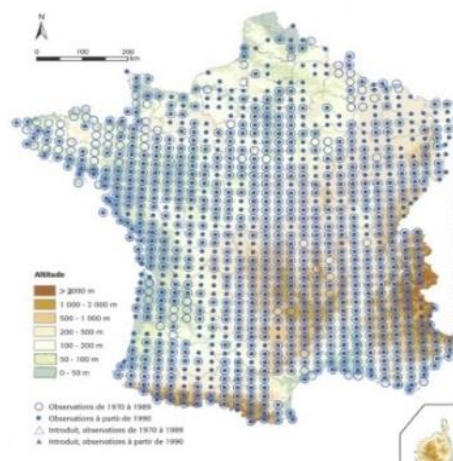 N
0 100 200
km
Altitude
> 2000 m
1 000 - 2 000 m
500 - 1 000 m
200 - 500 m
100 - 200 m
50 - 100 m
0 - 50 m
Observations de 1970 à 1989
Observations à partir de 1990
Introduit, observations de 1970 à 1989
Introduit, observations à partir de 1990